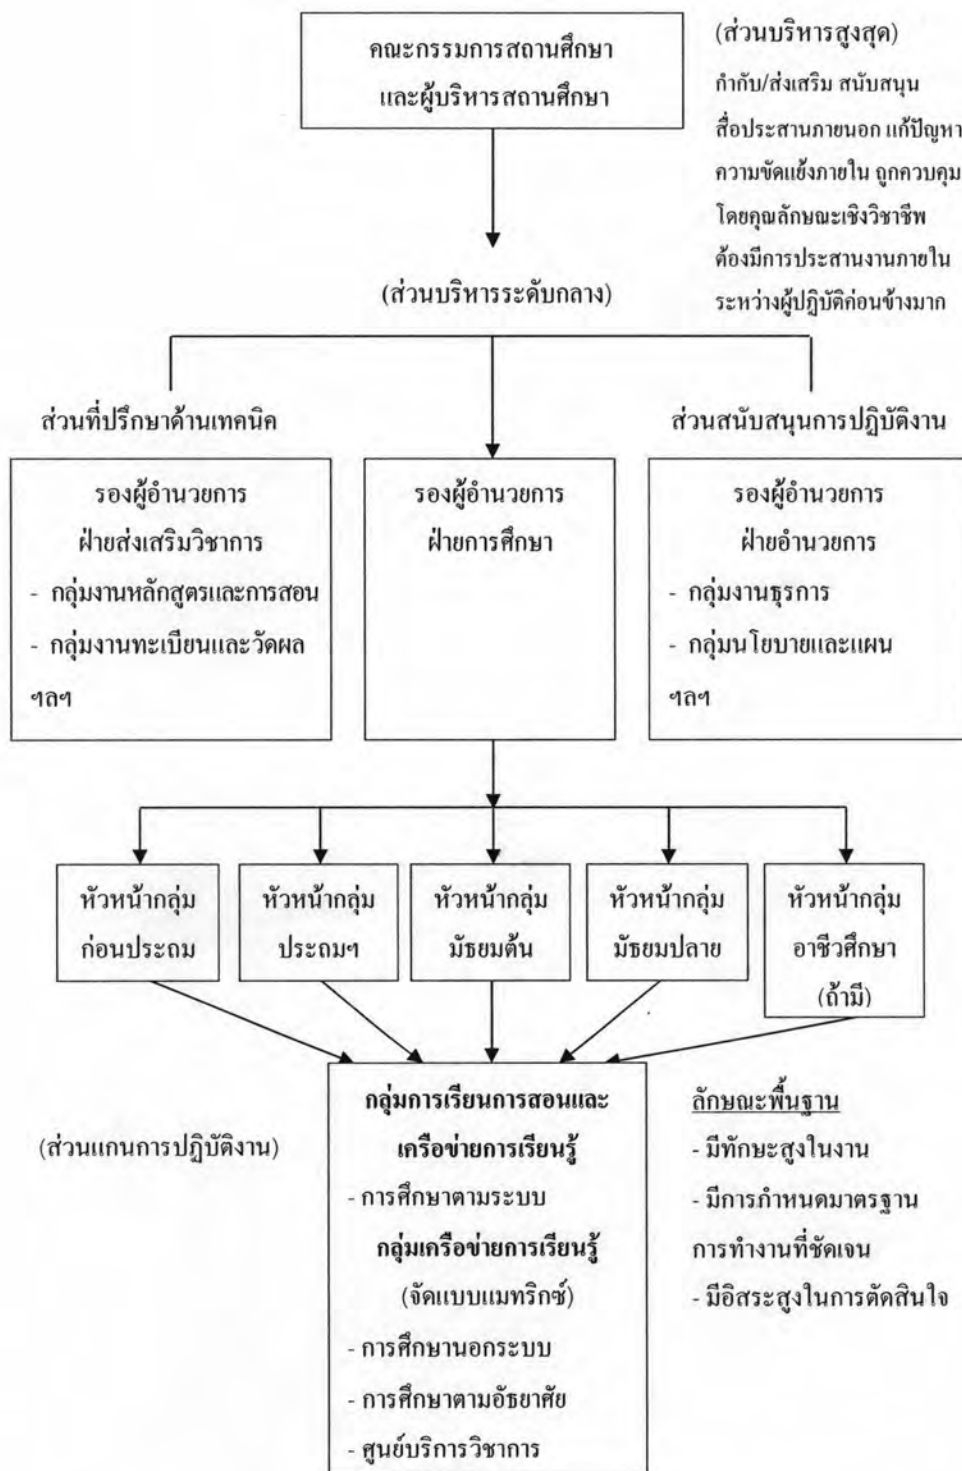 คณะกรรมการสถานศึกษา
และผู้บริหารสถานศึกษา
(ส่วนบริหารสูงสุด)
กำกับ/ส่งเสริม สนับสนุน
สื่อประสานภายนอก แก้ปัญหา
ความขัดแย้งภายใน ถูกควบคุม
โดยคุณลักษณะเชิงวิชาชีพ
ต้องมีการประสานงานภายใน
ระหว่างผู้ปฏิบัติก่อนข้างมาก
(ส่วนบริหารระดับกลาง)
ส่วนที่ปรึกษาด้านเทคนิค
รองผู้อำนวยการ
ฝ่ายส่งเสริมวิชาการ
- กลุ่มงานหลักสูตรและการสอน
- กลุ่มงานทะเบียนและวัดผล
ฯลฯ
รองผู้อำนวยการ
ฝ่ายการศึกษา
ส่วนสนับสนุนการปฏิบัติงาน
รองผู้อำนวยการ
ฝ่ายอำนวยการ
- กลุ่มงานธุรการ
- กลุ่มนโยบายและแผน
ฯลฯ
หัวหน้ากลุ่ม
ก่อนประถม
หัวหน้ากลุ่ม
ประถมฯ
หัวหน้ากลุ่ม
มัธยมต้น
หัวหน้ากลุ่ม
มัธยมปลาย
หัวหน้ากลุ่ม
อาชีวศึกษา
(ถ้ามี)
(ส่วนแกนการปฏิบัติงาน)
กลุ่มการเรียนการสอนและ
เครือข่ายการเรียนรู้
- การศึกษาตามระบบ
กลุ่มเครือข่ายการเรียนรู้
(จัดแบบแมทริกซ์)
- การศึกษานอกระบบ
- การศึกษาตามอัธยาศัย
- ศูนย์บริการวิชาการ
ลักษณะพื้นฐาน
- มีทักษะสูงในงาน
- มีการกำหนดมาตรฐาน
การทำงานที่ชัดเจน
- มีอิสระสูงในการตัดสินใจ